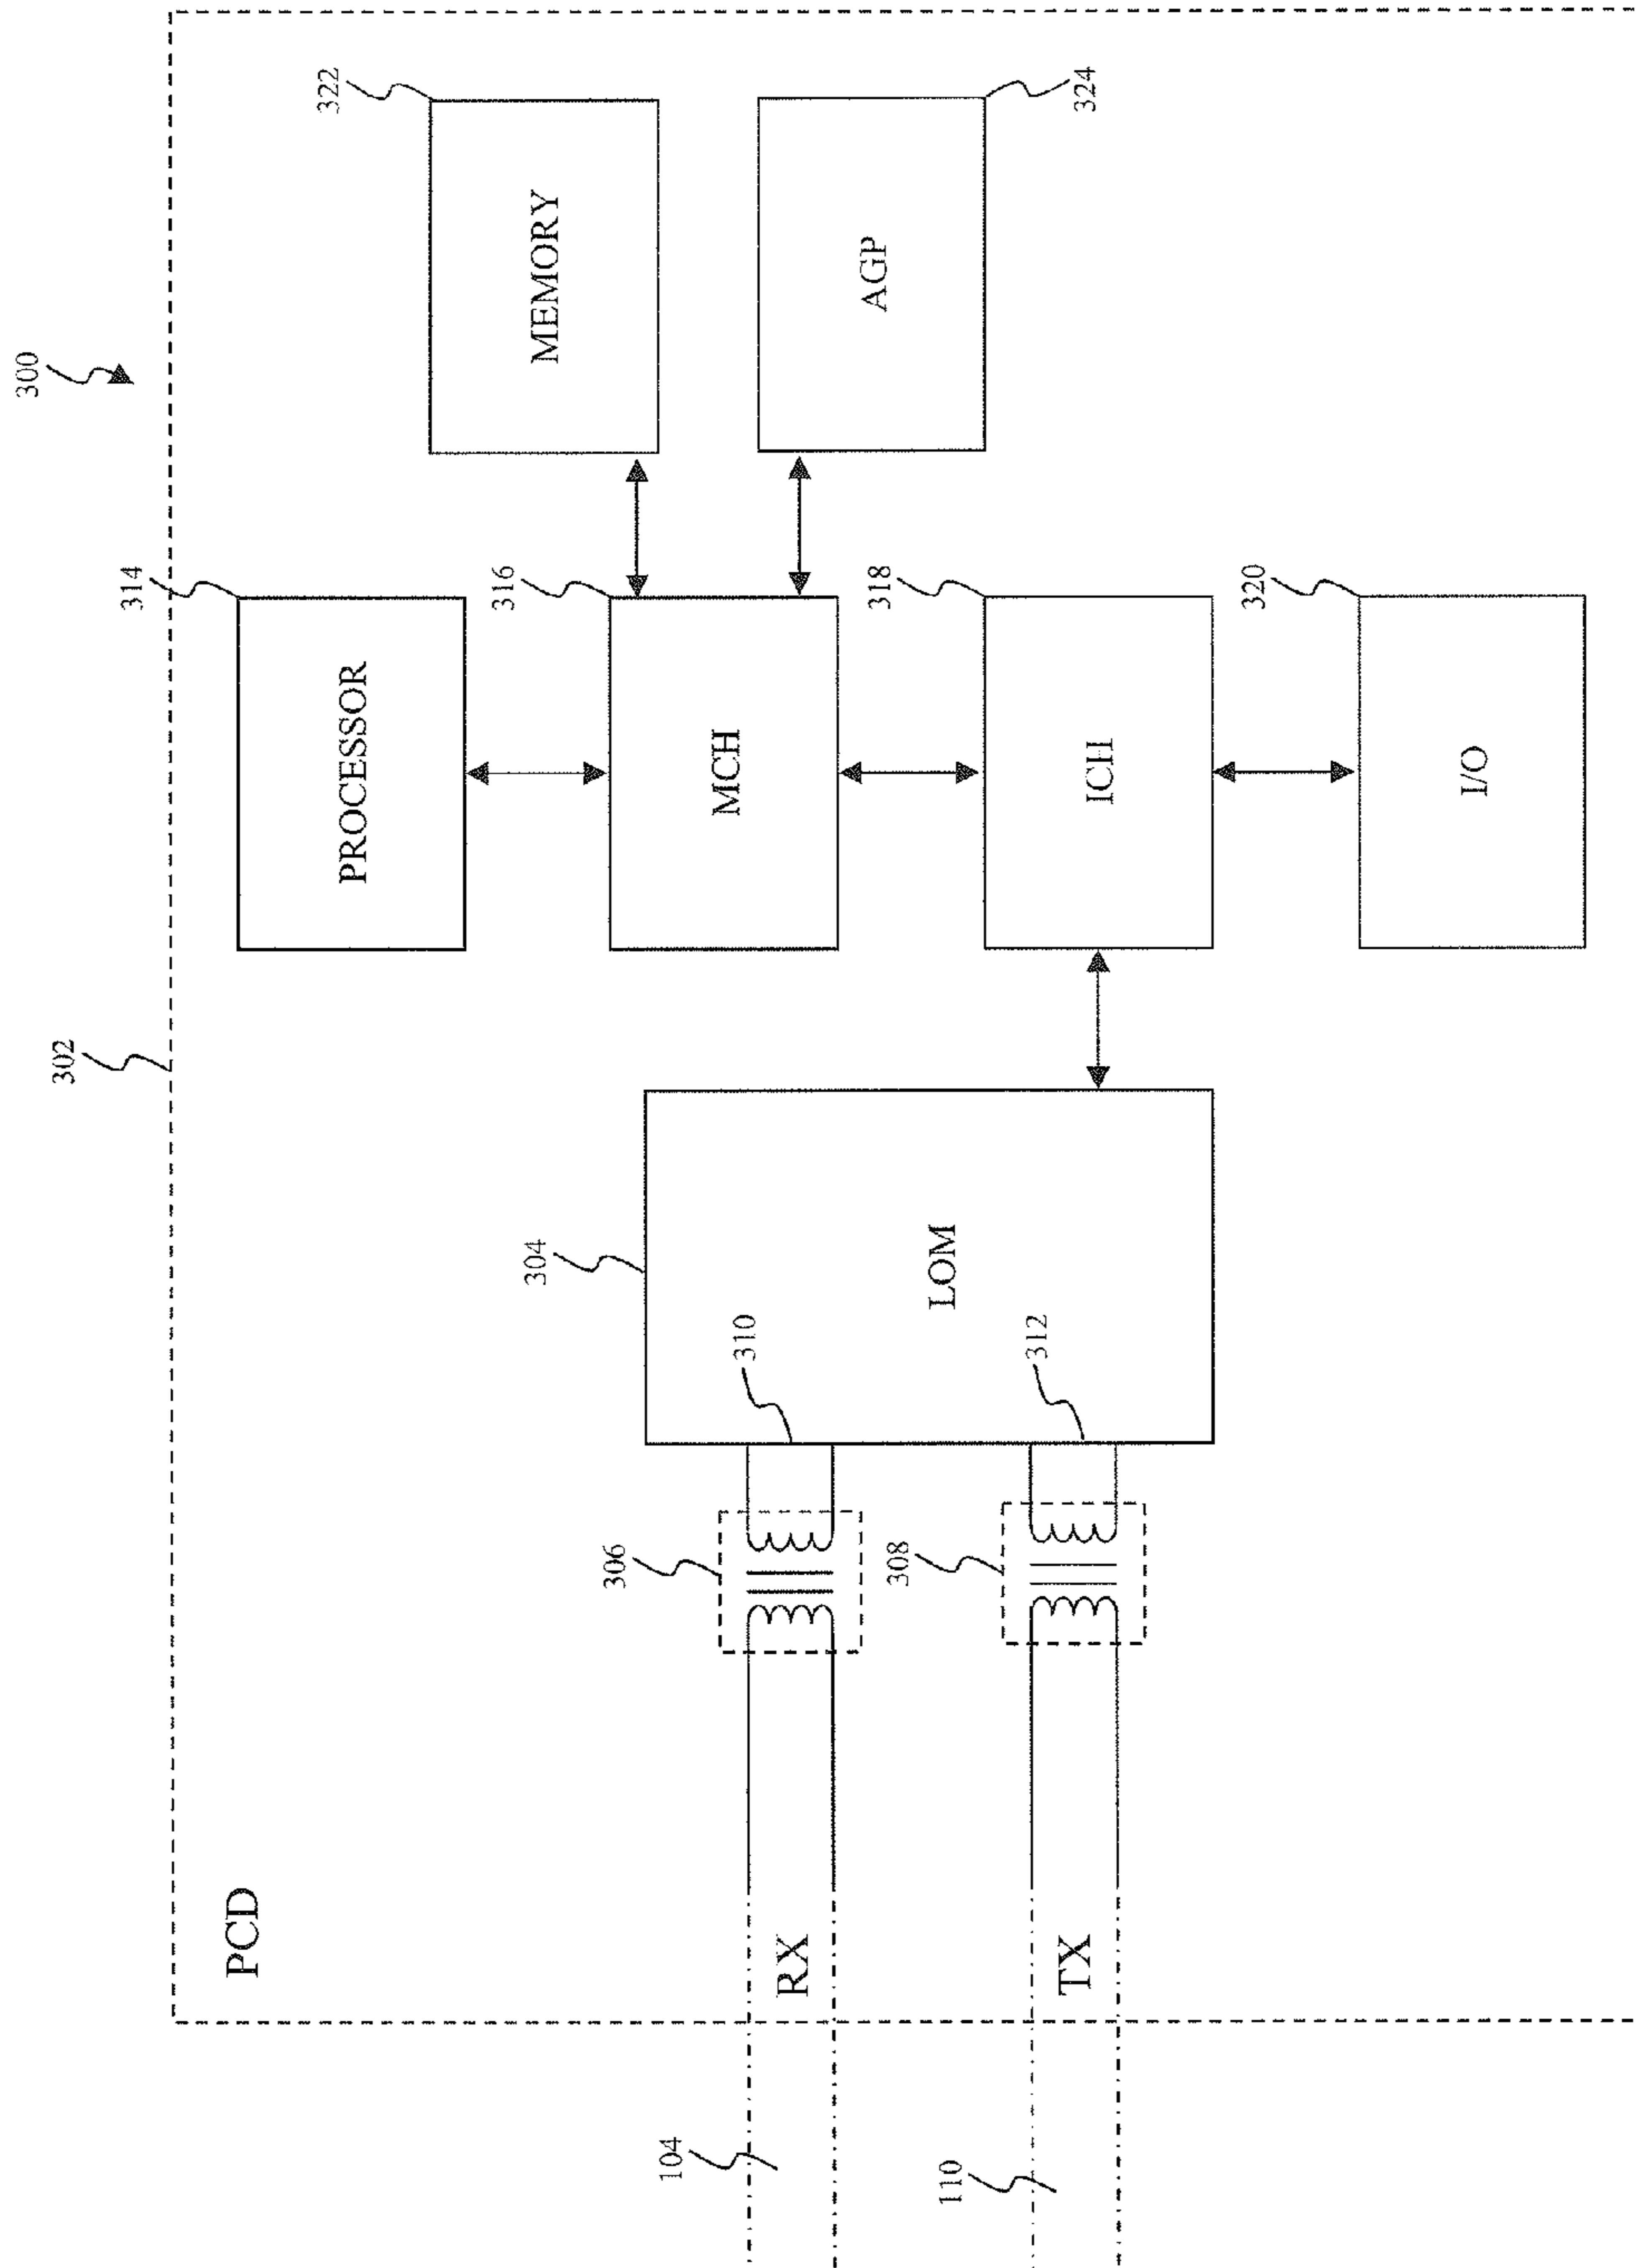 300
302
PCD
314
PROCESSOR
322
MEMORY
304
316
MCH
324
AGP
306
310
RX
104
LOM
318
ICH
308
312
TX
110
320
I/O